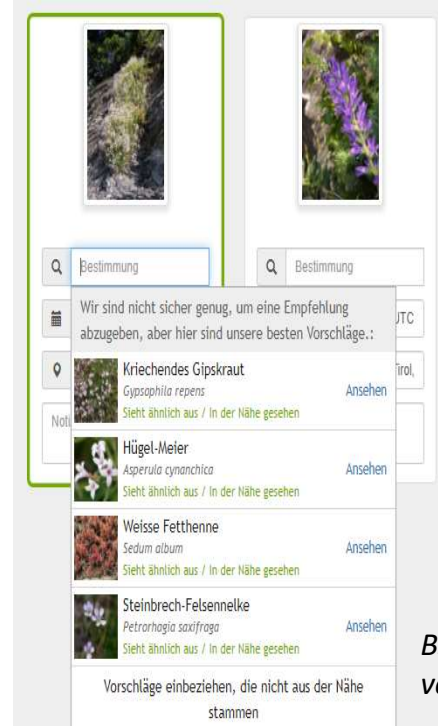 Bestimmung
Bestimmung
Wir sind nicht sicher genug, um eine Empfehlung
abzugeben, aber hier sind unsere besten Vorschläge.:
UTC
Tirol,
Kriechendes Gipskraut
Gypsophila repens
Sieht ähnlich aus / In der Nähe gesehen
Ansehen
Hügel-Meier
Asperula cynanchica
Sieht ähnlich aus / In der Nähe gesehen
Ansehen
Weisse Fetthenne
Sedum album
Sieht ähnlich aus / In der Nähe gesehen
Ansehen
Steinbrech-Felsennelke
Petrorhagia saxifraga
Sieht ähnlich aus / In der Nähe gesehen
Ansehen
Vorschläge einbeziehen, die nicht aus der Nähe
stammen